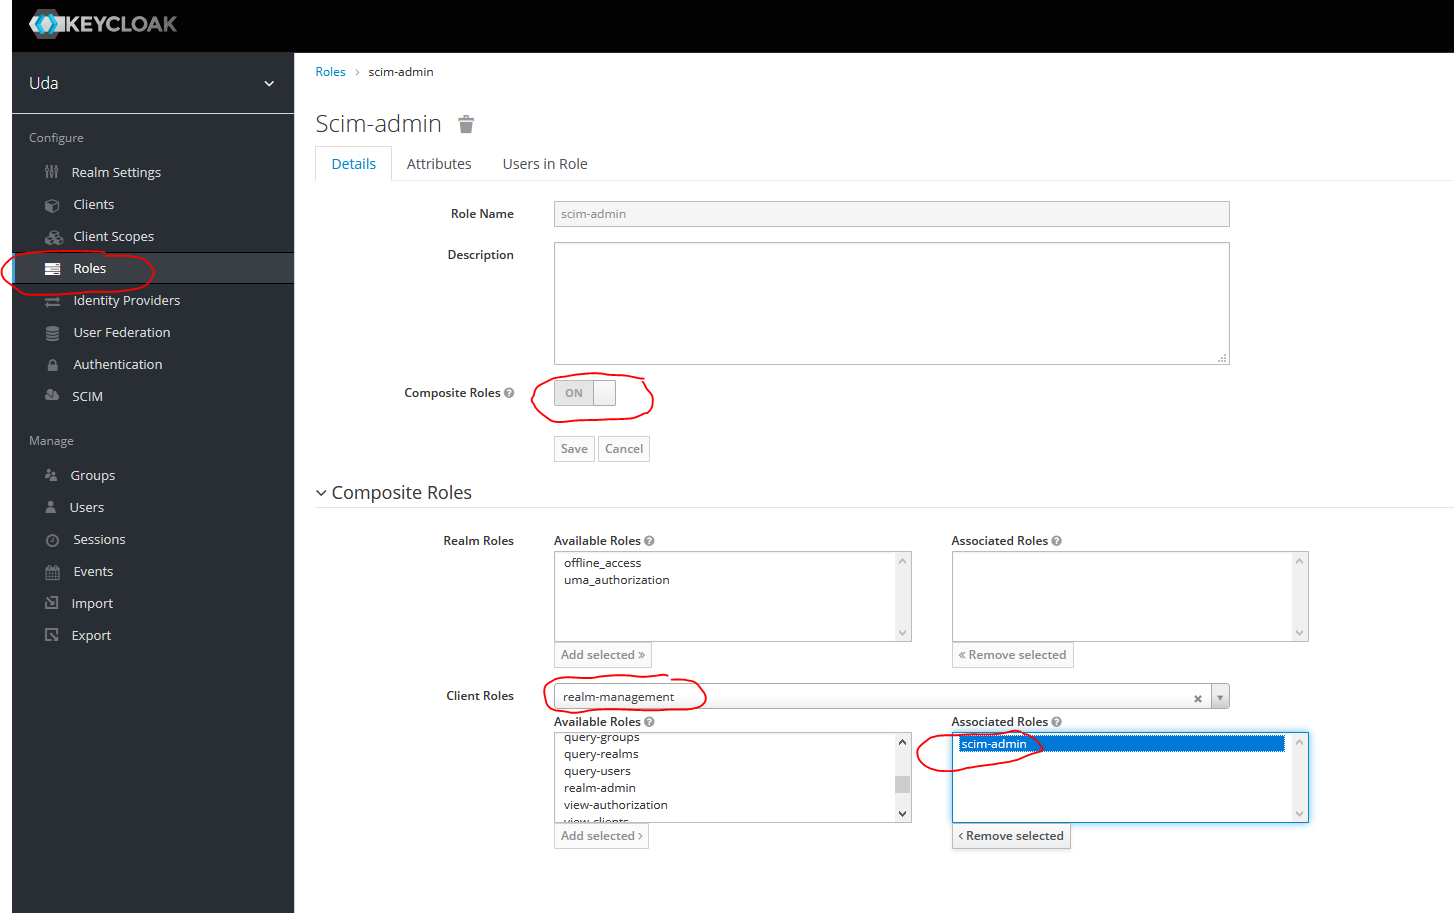 KEYCLOAK
Uda
Configure
Realm Settings
Clients
Client Scopes
Roles
Identity Providers
User Federation
Authentication
SCIM
Manage
Groups
Users
Sessions
Events
Import
Export
Roles › scim-admin
Scim-admin
Details Attributes Users in Role
Role Name scim-admin
Description
Composite Roles ? ON
Save Cancel
Composite Roles
Realm Roles Available Roles ? Associated Roles ?
offline_access
uma_authorization
Add selected » « Remove selected
Client Roles realm-management
Available Roles ? Associated Roles ?
query-groups scim-admin
query-realms
query-users
realm-admin
view-authorization
view-clients
Add selected › ‹ Remove selected